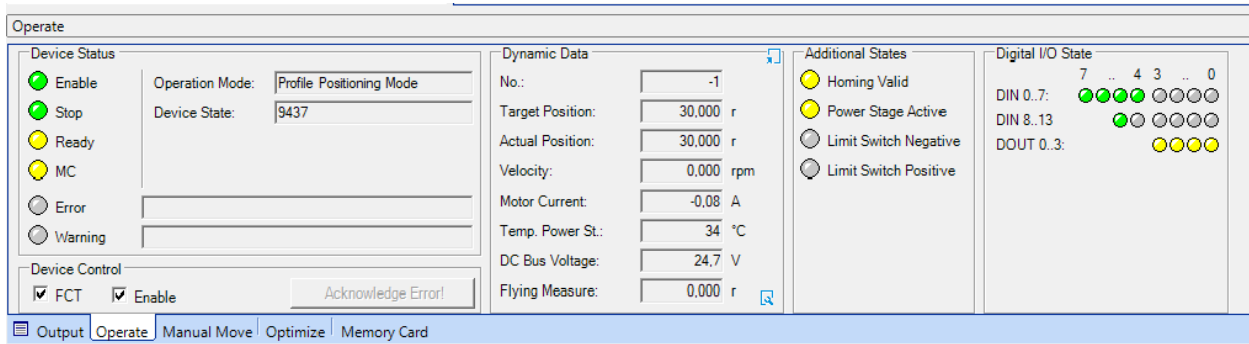 Operate
Device Status
Enable
Operation Mode: Profile Positioning Mode
Stop
Device State: 9437
Ready
MC
Error
Warning
Device Control
FCT Enable Acknowledge Error!
Dynamic Data
No.: -1
Target Position: 30,000 r
Actual Position: 30,000 r
Velocity: 0,000 rpm
Motor Current: -0,08 A
Temp. Power St.: 34 °C
DC Bus Voltage: 24,7 V
Flying Measure: 0,000 r
Additional States
Homing Valid
Power Stage Active
Limit Switch Negative
Limit Switch Positive
Digital I/O State
7 .. 4 3 .. 0
DIN 0..7:
DIN 8..13
DOUT 0..3:
Output Operate Manual Move Optimize Memory Card